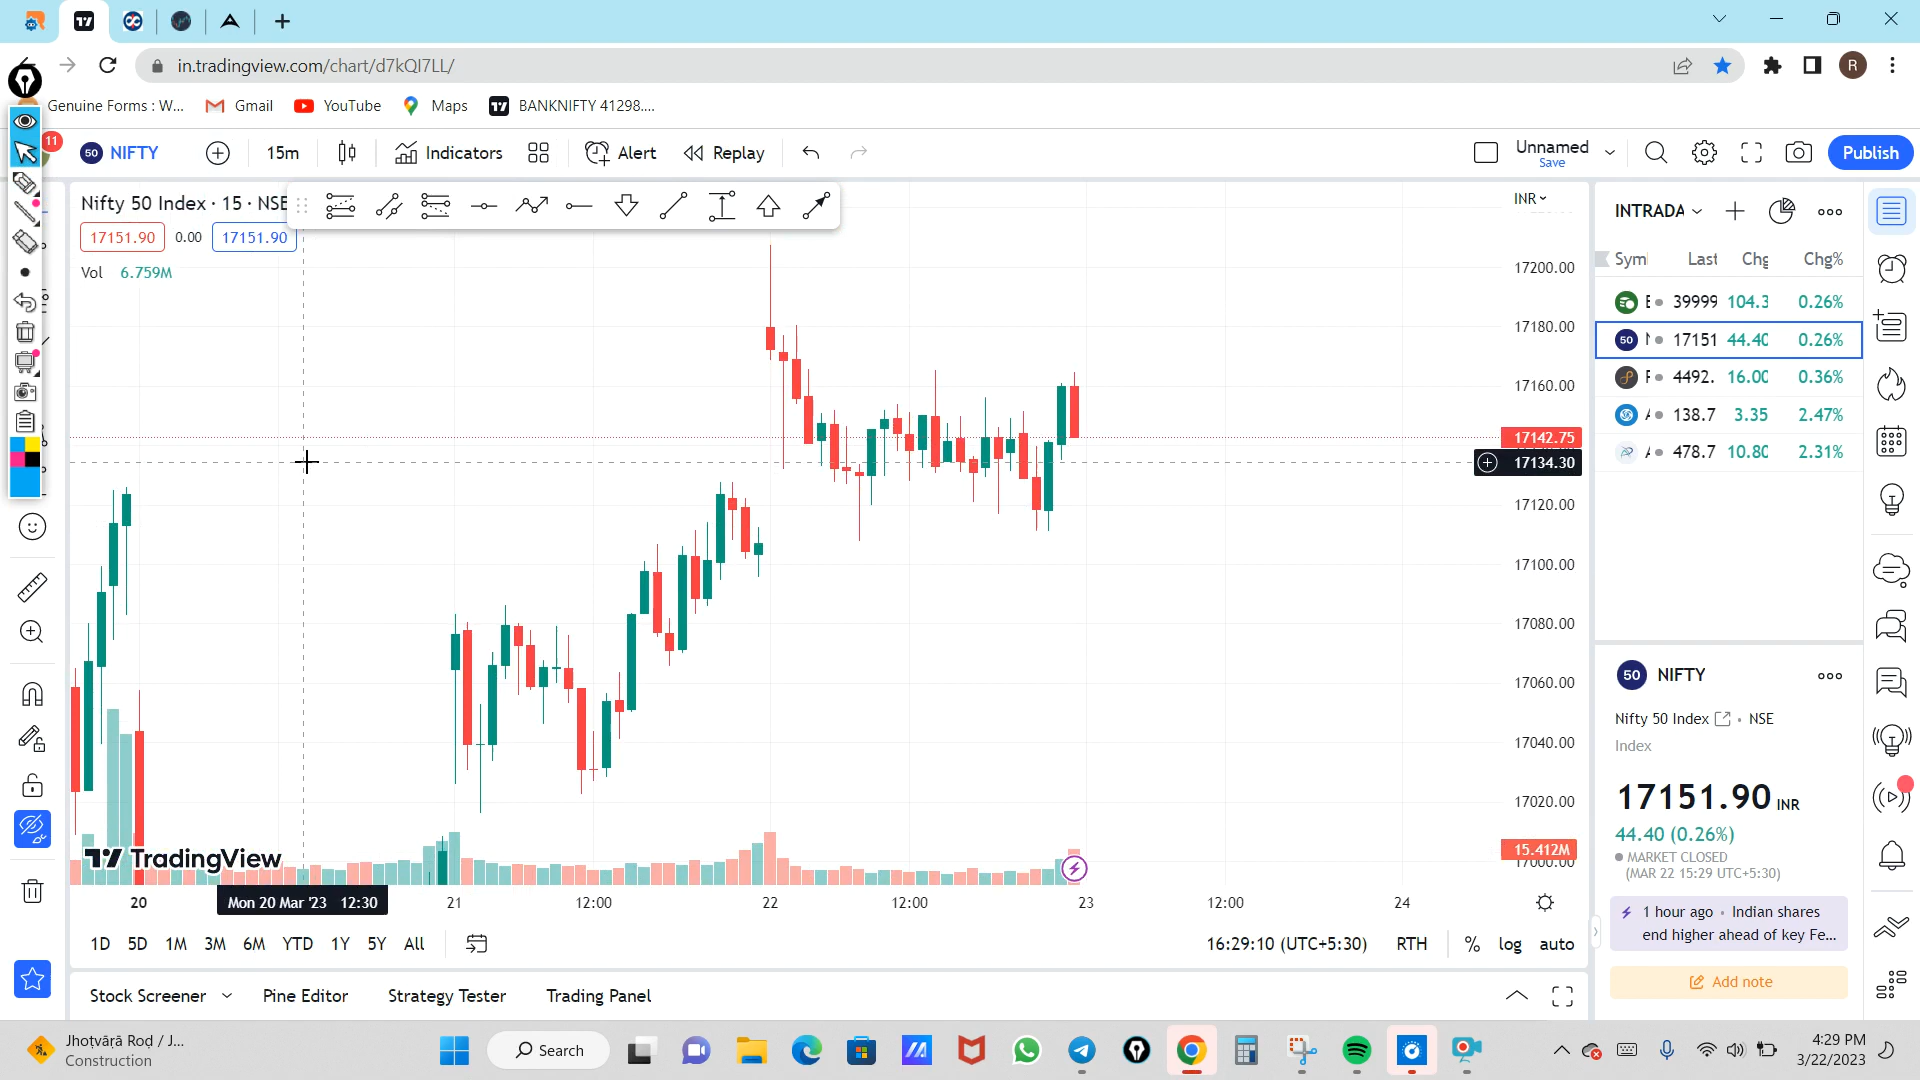 in.tradingview.com/chart/d7kQI7LL/
R
Genuine Forms : W...
Gmail
YouTube
Maps
BANKNIFTY 41298....
11
50 NIFTY
15m
Indicators
Alert
Replay
Unnamed
Save
Publish
Nifty 50 Index · 15 · NSE
INR
17151.90 0.00 17151.90
Vol 6.759M
17200.00
17180.00
17160.00
17142.75
17134.30
17120.00
17100.00
17080.00
17060.00
17040.00
17020.00
15.412M
17000.00
TradingView
20
Mon 20 Mar '23 12:30
21
12:00
22
12:00
23
12:00
24
1D 5D 1M 3M 6M YTD 1Y 5Y All
16:29:10 (UTC+5:30) RTH % log auto
Stock Screener Pine Editor Strategy Tester Trading Panel
INTRADA
Sym Last Chg Chg%
39999 104.3 0.26%
50 17151 44.40 0.26%
4492. 16.00 0.36%
138.7 3.35 2.47%
478.7 10.80 2.31%
50 NIFTY
Nifty 50 Index · NSE
Index
17151.90 INR
44.40 (0.26%)
MARKET CLOSED
(MAR 22 15:29 UTC+5:30)
1 hour ago · Indian shares
end higher ahead of key Fe...
Add note
Jhoṭvāṛā Roḍ / J...
Construction
Search
4:29 PM
3/22/2023